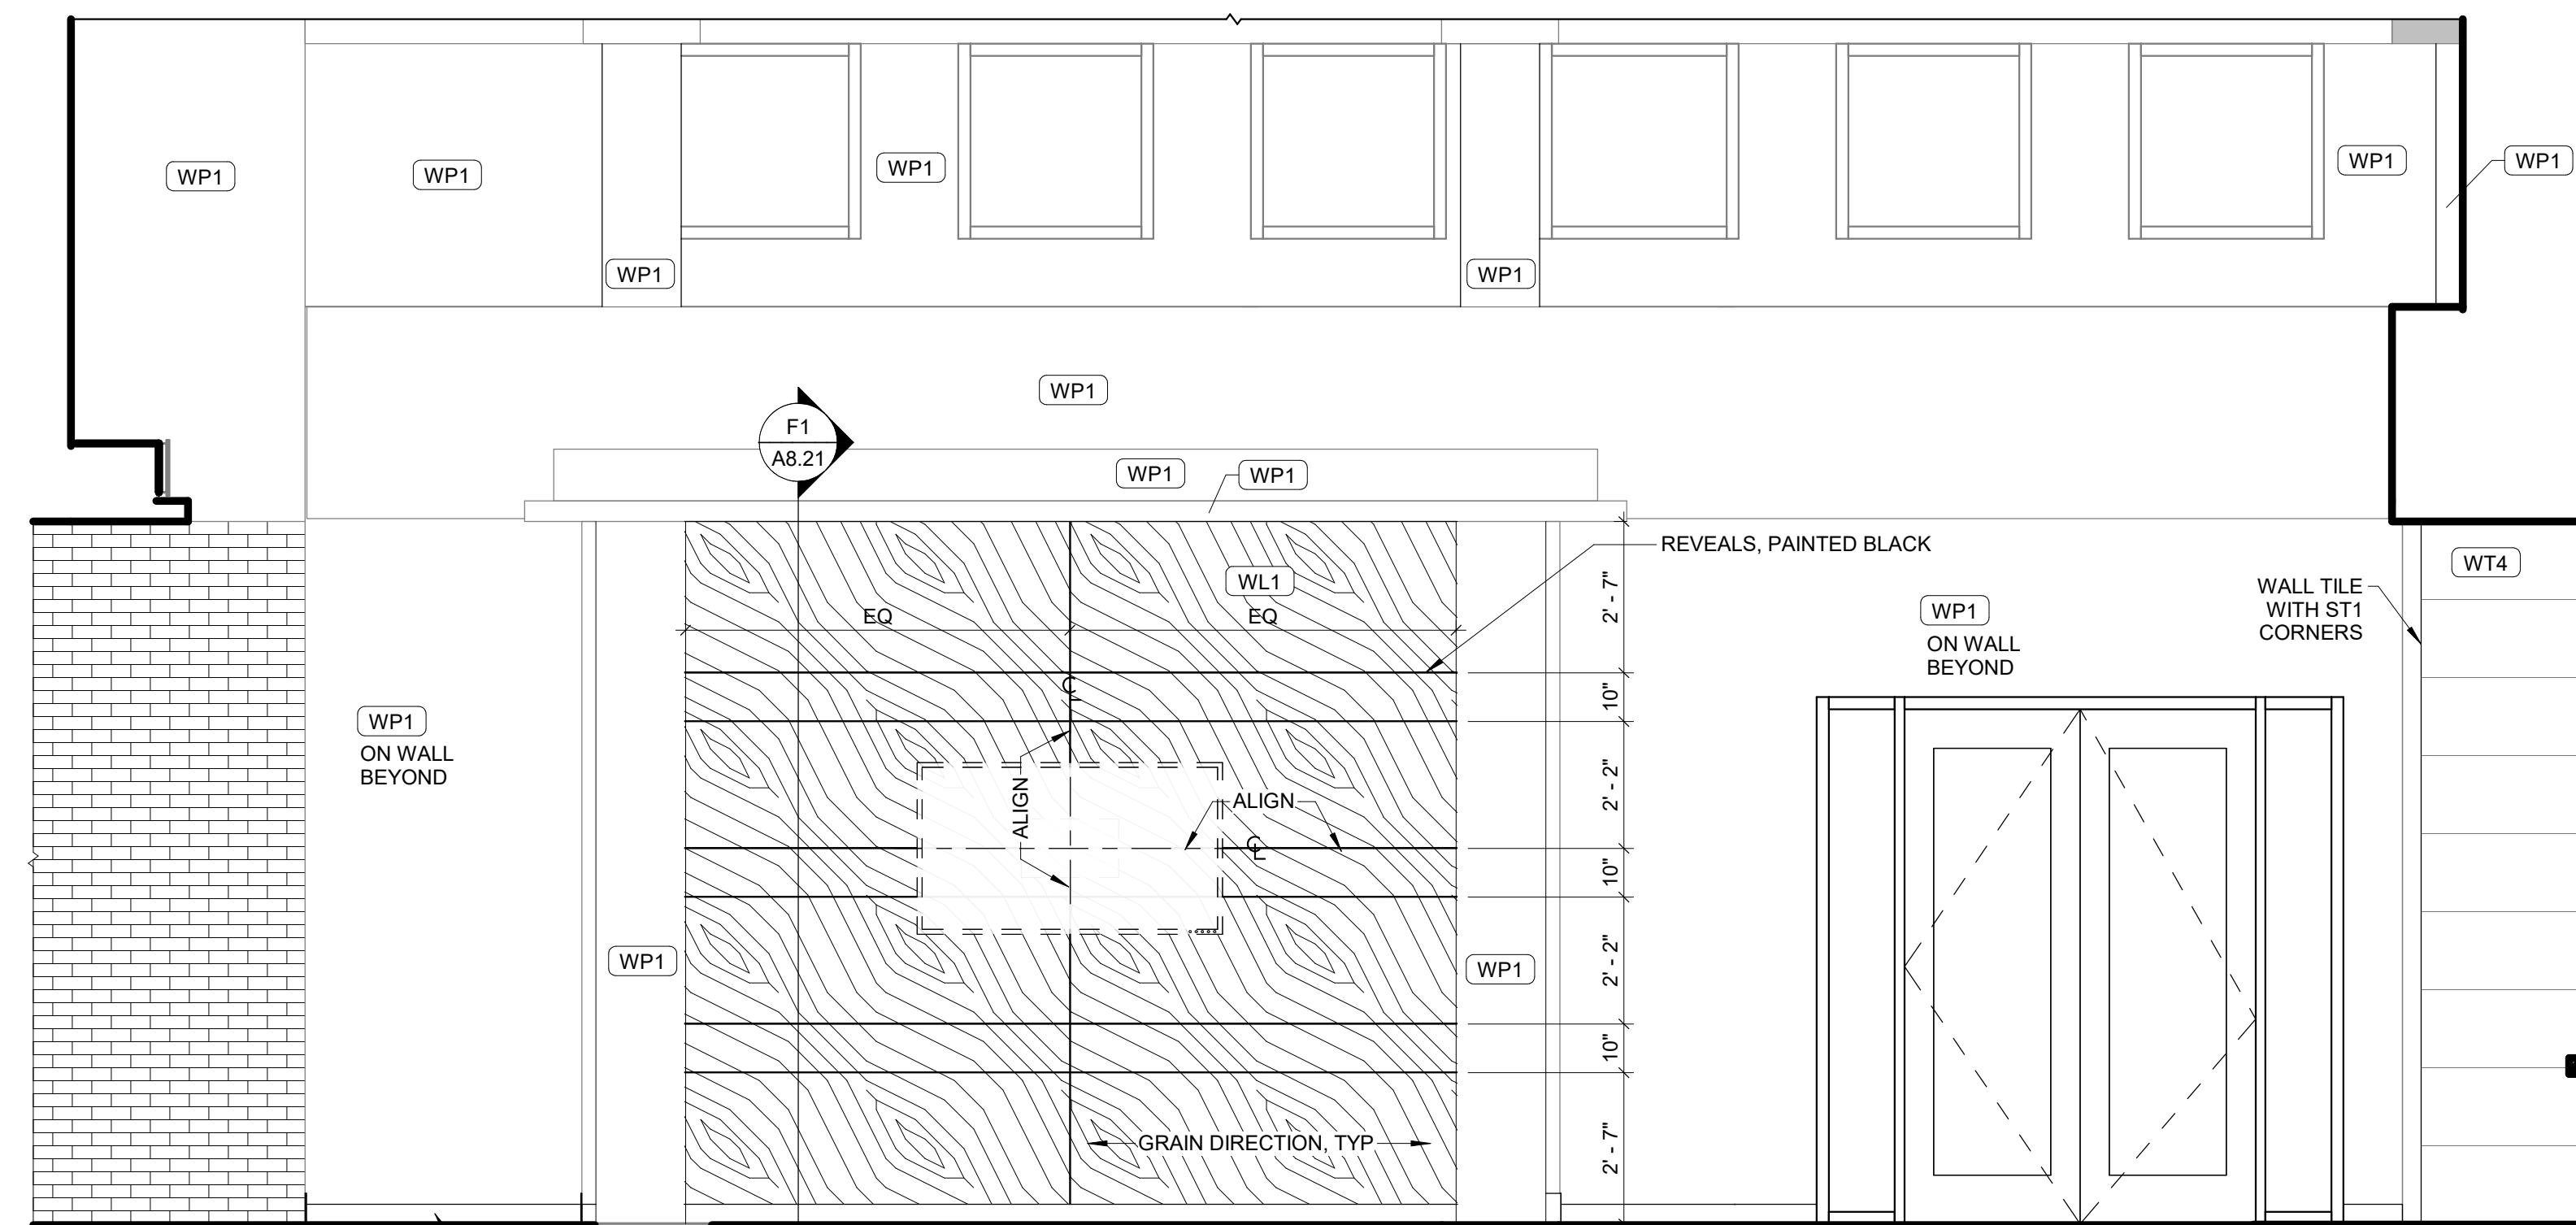 WP1
WP1
WP1
WP1
WP1
WP1
WP1
WP1
F1
A8.21
WP1
WP1
REVEALS, PAINTED BLACK
WL1
EQ
EQ
2' - 7"
WT4
WALL TILE
WITH ST1
CORNERS
WP1
ON WALL
BEYOND
CL
10"
WP1
ON WALL
BEYOND
ALIGN
ALIGN
2' - 2"
CL
10"
WP1
WP1
2' - 2"
10"
GRAIN DIRECTION, TYP
2' - 7"